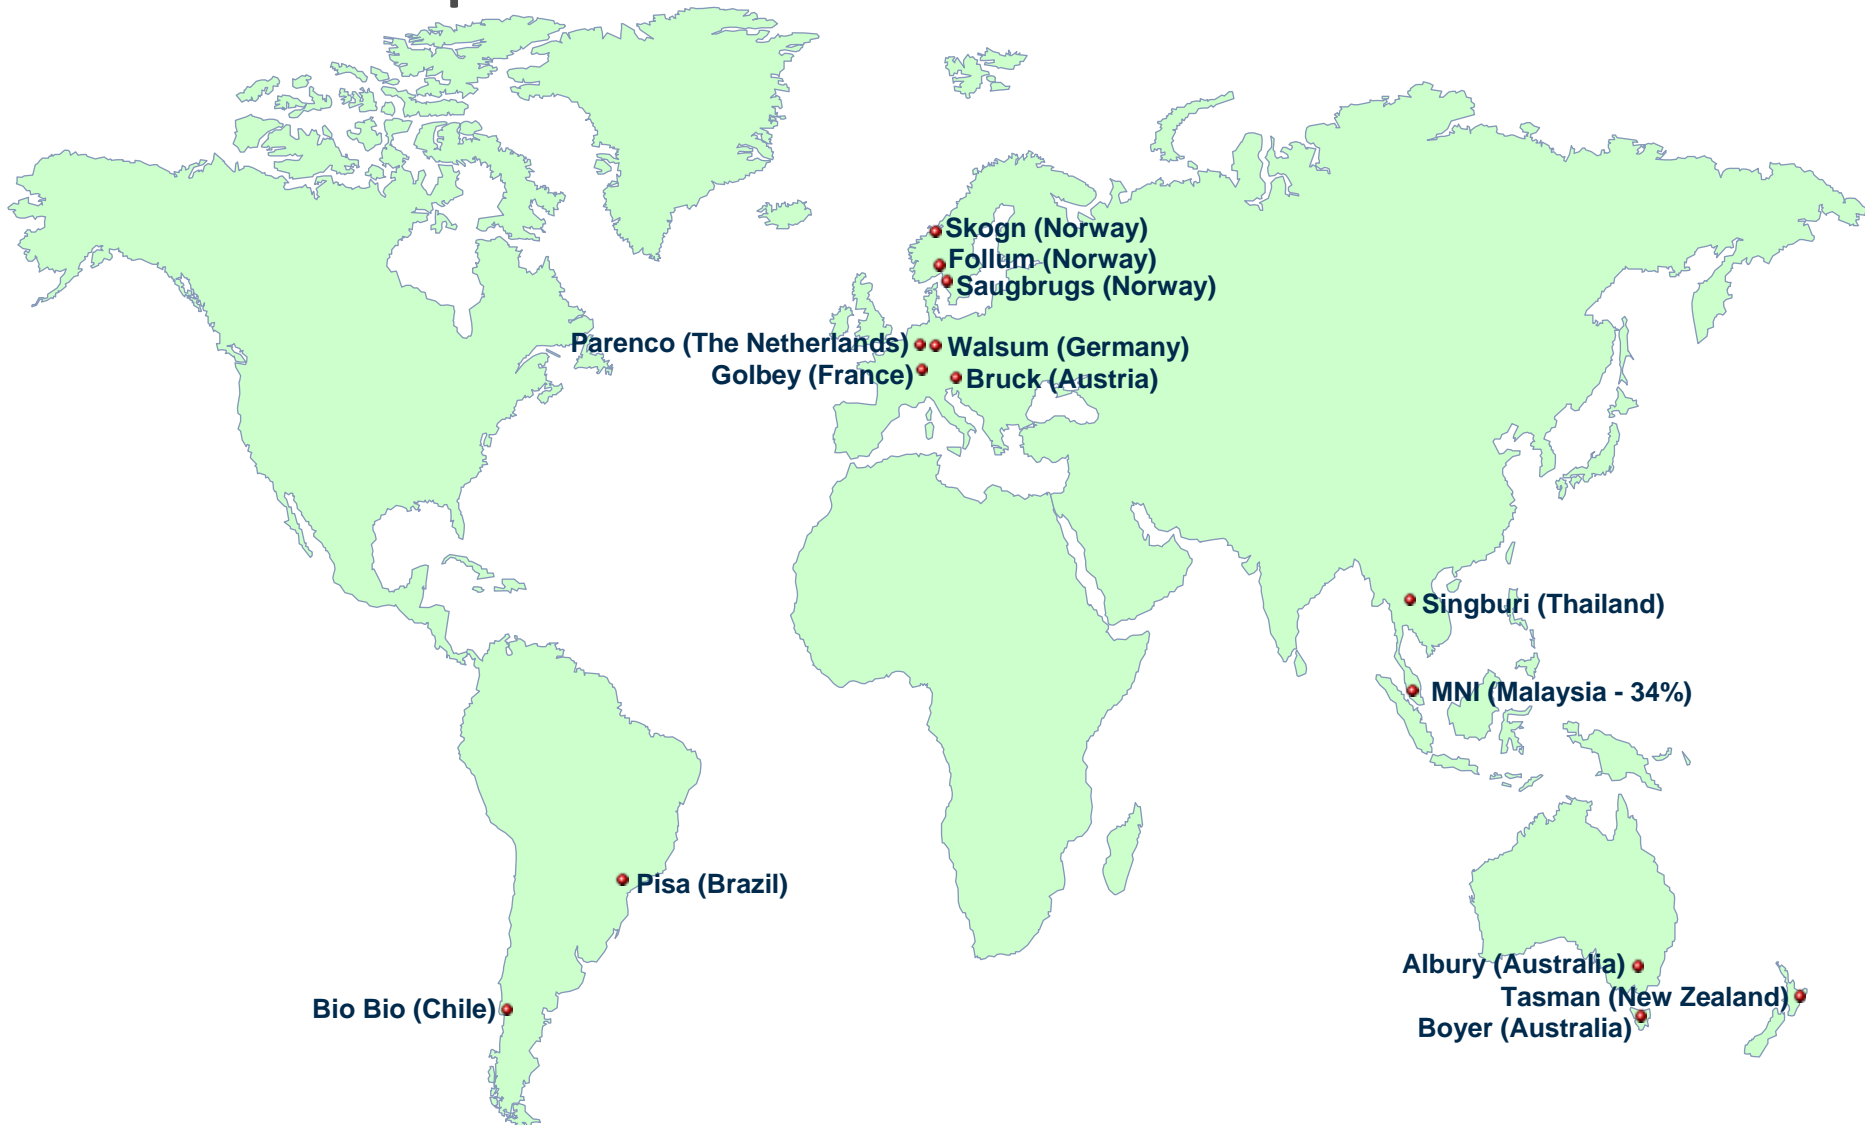 Skogn (Norway)
Follum (Norway)
Saugbrugs (Norway)
Parenco (The Netherlands)
Walsum (Germany)
Golbey (France)
Bruck (Austria)
Singburi (Thailand)
MNI (Malaysia - 34%)
Pisa (Brazil)
Albury (Australia)
Tasman (New Zealand)
Bio Bio (Chile)
Boyer (Australia)